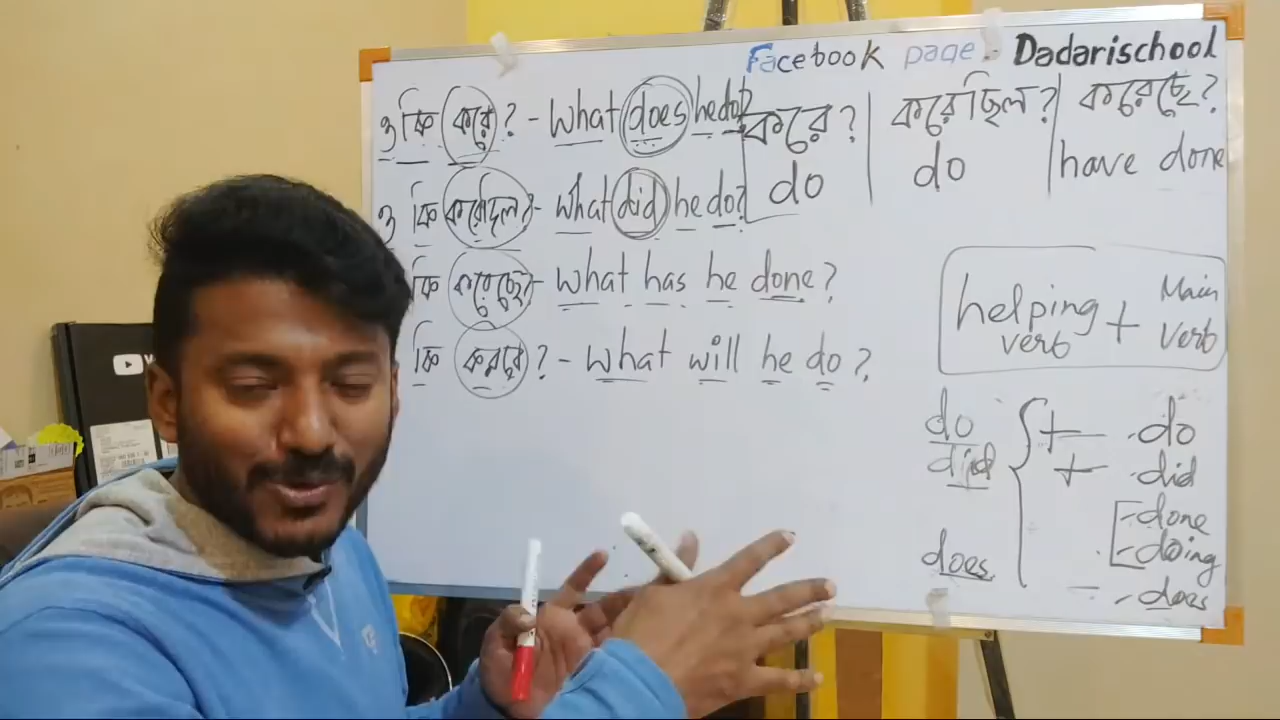 Facebook page:- Dadarischool
ও কি করে? - What does he do?
ও কি করেছিল? - What did he do?
কি করেছে - What has he done?
কি করবে? - What will he do?
করে? | করেছিল? | করেছে?
do | do | have done
helping verb + Main Verb
do + do
did + did
done
doing
does - does